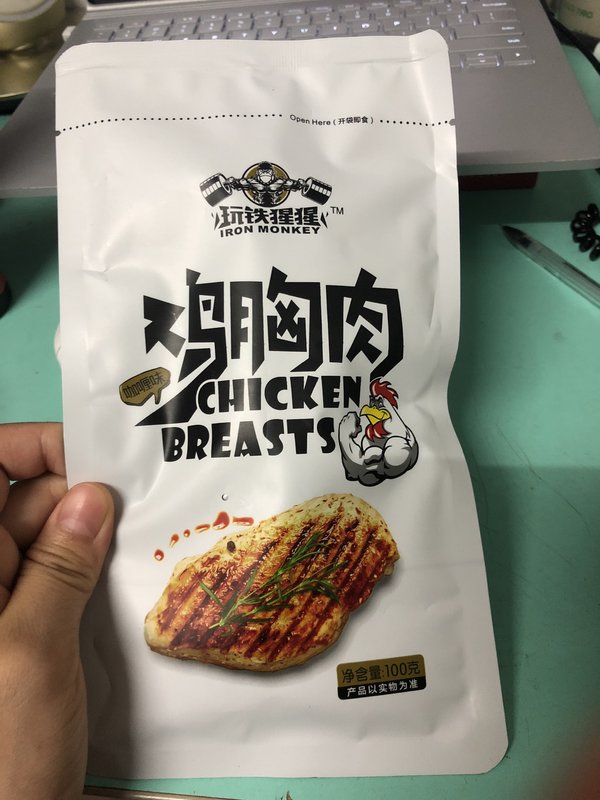 Open Here（开袋即食）
玩铁猩猩™
IRON MONKEY
鸡胸肉
咖喱味
CHICKEN
BREASTS
净含量:100克
产品以实物为准